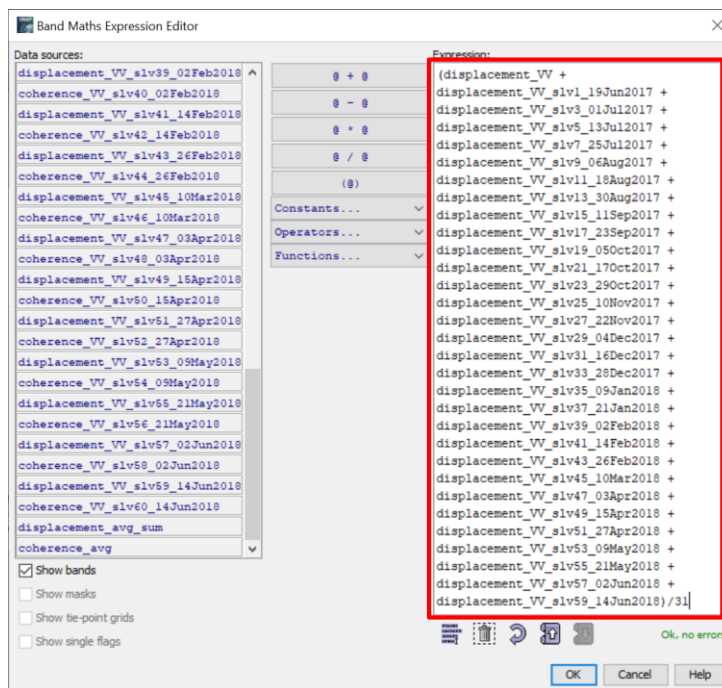 Band Maths Expression Editor
Data sources:
displacement_VV_slv39_02Feb2018
coherence_VV_slv40_02Feb2018
displacement_VV_slv41_14Feb2018
coherence_VV_slv42_14Feb2018
displacement_VV_slv43_26Feb2018
coherence_VV_slv44_26Feb2018
displacement_VV_slv45_10Mar2018
coherence_VV_slv46_10Mar2018
displacement_VV_slv47_03Apr2018
coherence_VV_slv48_03Apr2018
displacement_VV_slv49_15Apr2018
coherence_VV_slv50_15Apr2018
displacement_VV_slv51_27Apr2018
coherence_VV_slv52_27Apr2018
displacement_VV_slv53_09May2018
coherence_VV_slv54_09May2018
displacement_VV_slv55_21May2018
coherence_VV_slv56_21May2018
displacement_VV_slv57_02Jun2018
coherence_VV_slv58_02Jun2018
displacement_VV_slv59_14Jun2018
coherence_VV_slv60_14Jun2018
displacement_avg_sum
coherence_avg
Show bands
Show masks
Show tie-point grids
Show single flags
@ + @
@ - @
@ * @
@ / @
(@)
Constants...
Operators...
Functions...
Expression:
(displacement_VV +
displacement_VV_slv1_19Jun2017 +
displacement_VV_slv3_01Jul2017 +
displacement_VV_slv5_13Jul2017 +
displacement_VV_slv7_25Jul2017 +
displacement_VV_slv9_06Aug2017 +
displacement_VV_slv11_18Aug2017 +
displacement_VV_slv13_30Aug2017 +
displacement_VV_slv15_11Sep2017 +
displacement_VV_slv17_23Sep2017 +
displacement_VV_slv19_05Oct2017 +
displacement_VV_slv21_17Oct2017 +
displacement_VV_slv23_29Oct2017 +
displacement_VV_slv25_10Nov2017 +
displacement_VV_slv27_22Nov2017 +
displacement_VV_slv29_04Dec2017 +
displacement_VV_slv31_16Dec2017 +
displacement_VV_slv33_28Dec2017 +
displacement_VV_slv35_09Jan2018 +
displacement_VV_slv37_21Jan2018 +
displacement_VV_slv39_02Feb2018 +
displacement_VV_slv41_14Feb2018 +
displacement_VV_slv43_26Feb2018 +
displacement_VV_slv45_10Mar2018 +
displacement_VV_slv47_03Apr2018 +
displacement_VV_slv49_15Apr2018 +
displacement_VV_slv51_27Apr2018 +
displacement_VV_slv53_09May2018 +
displacement_VV_slv55_21May2018 +
displacement_VV_slv57_02Jun2018 +
displacement_VV_slv59_14Jun2018)/31
Ok, no error
OK
Cancel
Help